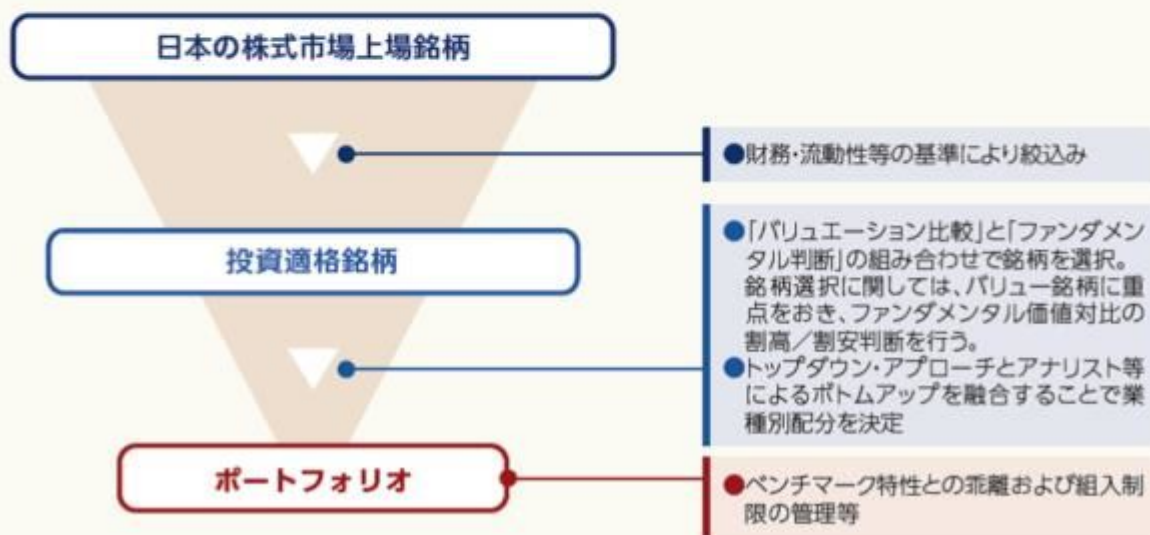 日本の株式市場上場銘柄
●財務・流動性等の基準により絞込み
投資適格銘柄
●「バリュエーション比較」と「ファンダメン
タル判断」の組み合わせで銘柄を選択。
銘柄選択に関しては、バリュー銘柄に重
点をおき、ファンダメンタル価値対比の
割高／割安判断を行う。
●トップダウン・アプローチとアナリスト等
によるボトムアップを融合することで業
種別配分を決定
ポートフォリオ
●ベンチマーク特性との乖離および組入制
限の管理等